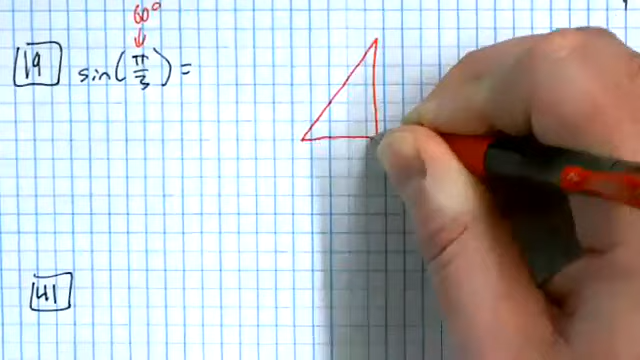 60°
↓
19 sin(π/3) =
41